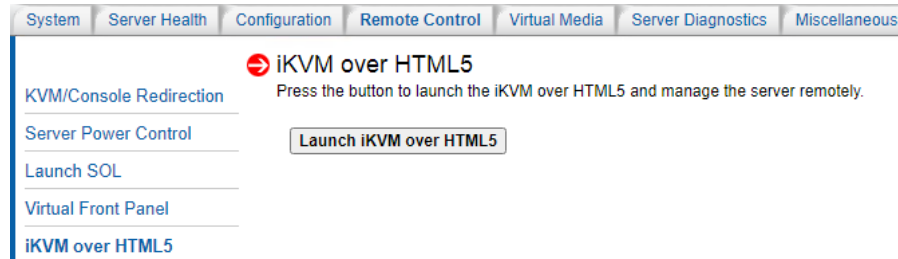 System Server Health Configuration Remote Control Virtual Media Server Diagnostics Miscellaneous
iKVM over HTML5
Press the button to launch the iKVM over HTML5 and manage the server remotely.
Launch iKVM over HTML5
KVM/Console Redirection
Server Power Control
Launch SOL
Virtual Front Panel
iKVM over HTML5